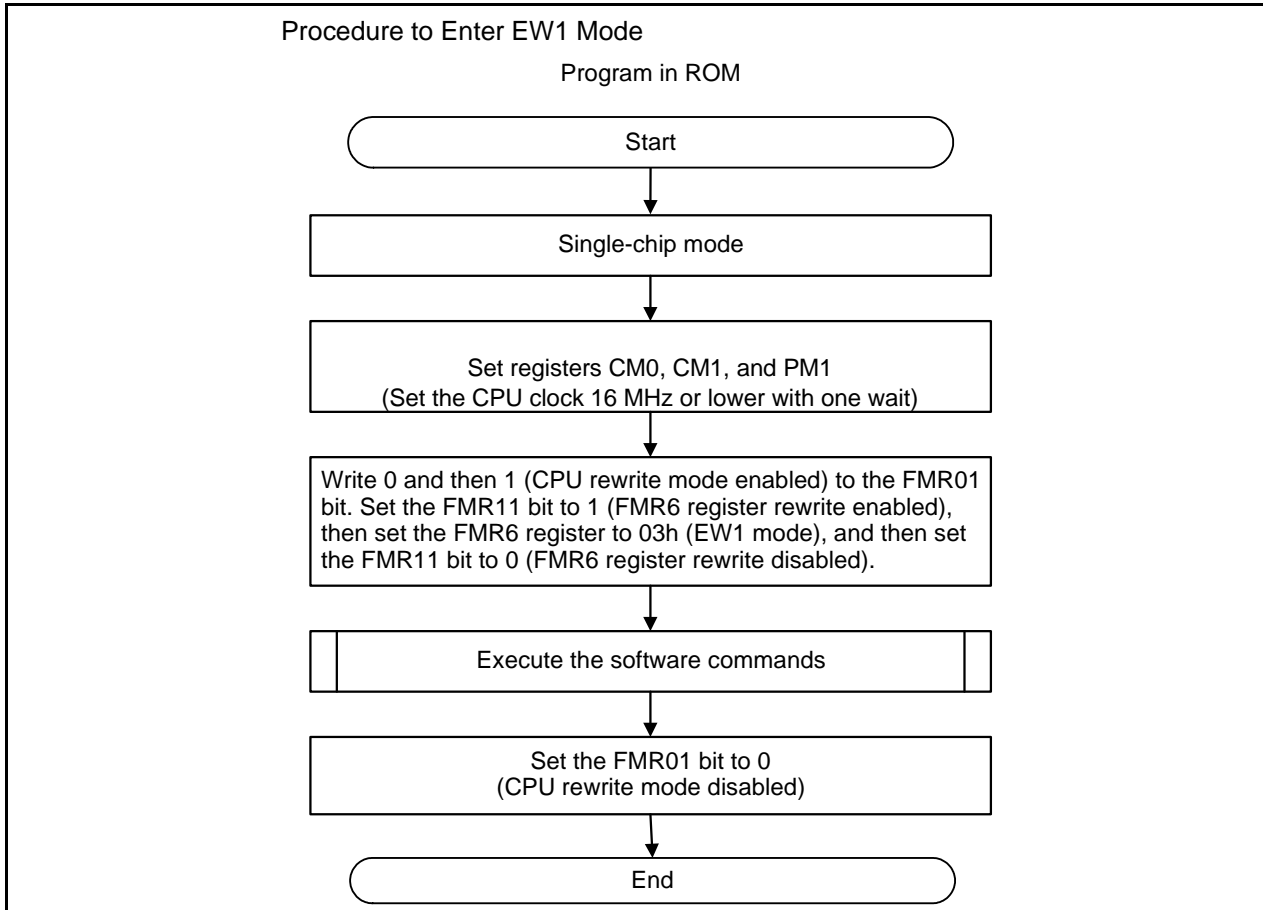 Procedure to Enter EW1 Mode
Program in ROM
Start
Single-chip mode
Set registers CM0, CM1, and PM1
(Set the CPU clock 16 MHz or lower with one wait)
Write 0 and then 1 (CPU rewrite mode enabled) to the FMR01
bit. Set the FMR11 bit to 1 (FMR6 register rewrite enabled),
then set the FMR6 register to 03h (EW1 mode), and then set
the FMR11 bit to 0 (FMR6 register rewrite disabled).
Execute the software commands
Set the FMR01 bit to 0
(CPU rewrite mode disabled)
End